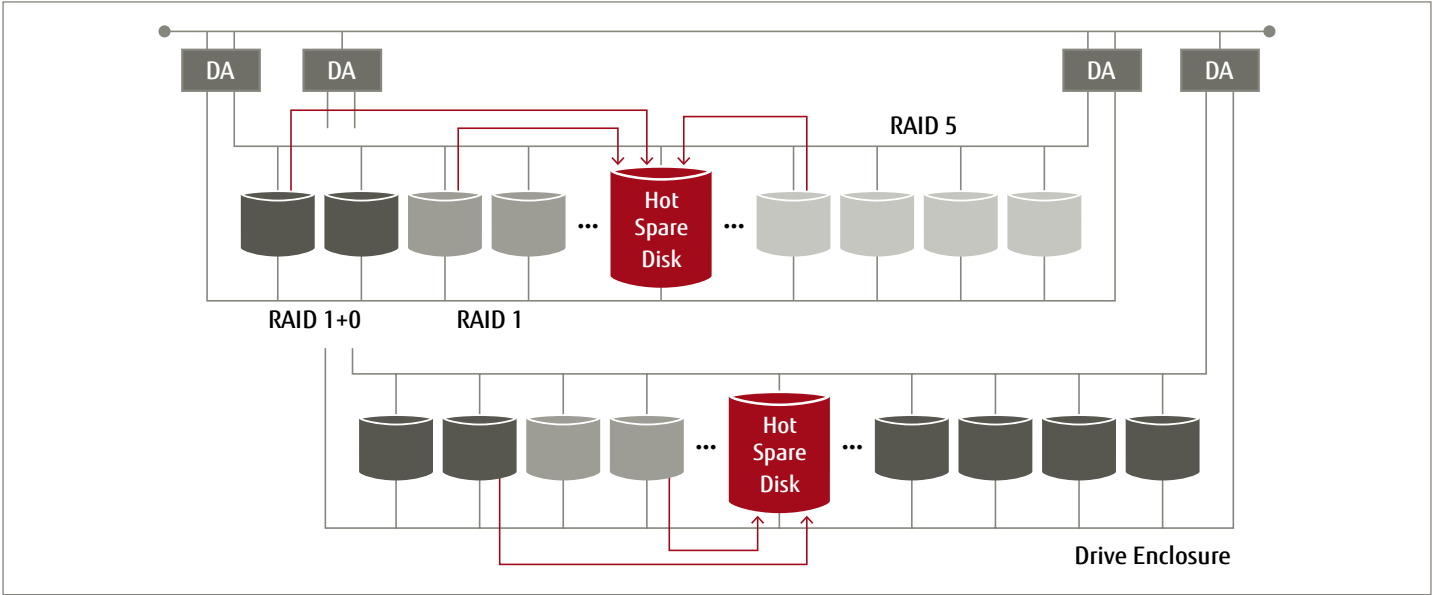 DA
DA
DA
DA
RAID 5
Hot
Spare
Disk
...
...
RAID 1+0
RAID 1
Hot
Spare
Disk
...
...
Drive Enclosure